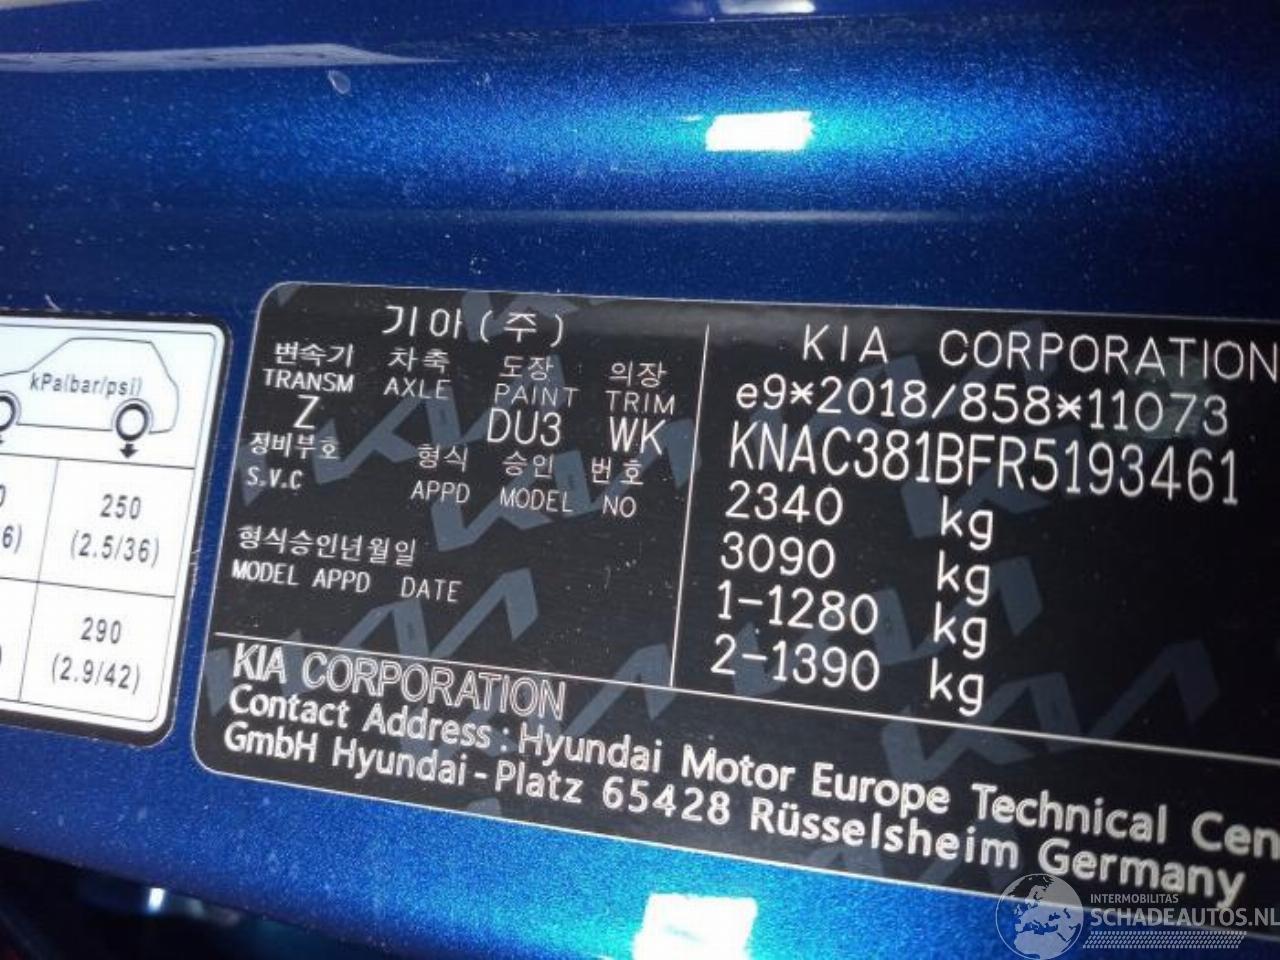 kPa(bar/psi)
250
(2.5/36)
290
(2.9/42)
기아(주)
변속기 차축 도장 의장
TRANSM AXLE PAINT TRIM
Z DU3 WK
정비부호 형식 승인 번호
S.V.C APPD MODEL NO
형식승인년월일
MODEL APPD DATE
KIA CORPORATION
e9*2018/858*11073
KNAC381BFR5193461
2340 kg
3090 kg
1-1280 kg
2-1390 kg
KIA CORPORATION
Contact Address : Hyundai Motor Europe Technical Cen
GmbH Hyundai-Platz 65428 Rüsselsheim Germany
INTERMOBILITAS
SCHADEAUTOS.NL